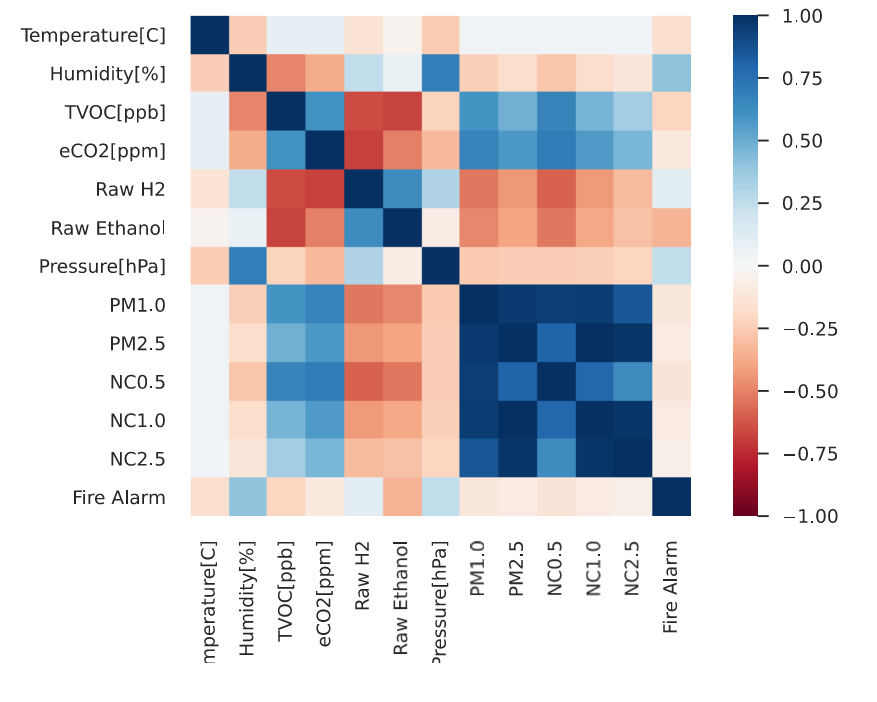 Temperature[C]
Humidity[%]
TVOC[ppb]
eCO2[ppm]
Raw H2
Raw Ethanol
Pressure[hPa]
PM1.0
PM2.5
NC0.5
NC1.0
NC2.5
Fire Alarm
mperature[C]
Humidity[%]
TVOC[ppb]
eCO2[ppm]
Raw H2
Raw Ethanol
Pressure[hPa]
PM1.0
PM2.5
NC0.5
NC1.0
NC2.5
Fire Alarm
1.00
0.75
0.50
0.25
0.00
−0.25
−0.50
−0.75
−1.00